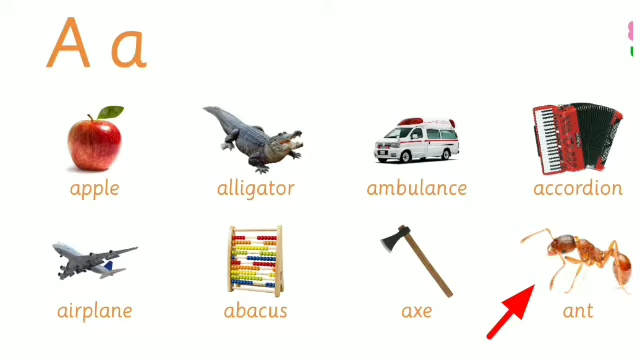 A a
apple alligator ambulance accordion
airplane abacus axe ant